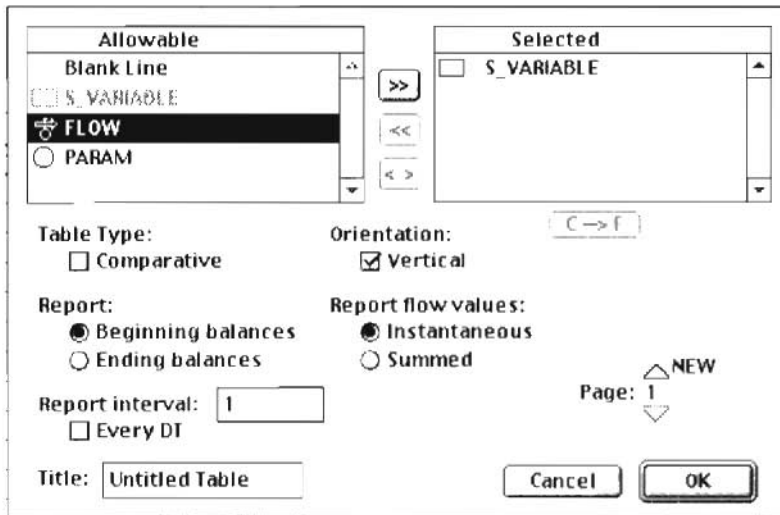 Allowable
Blank Line
S_VARIABLE
FLOW
PARAM
>>
<<
< >
Selected
S_VARIABLE
C —> F
Table Type:
Comparative
Orientation:
Vertical
Report:
Beginning balances
Ending balances
Report flow values:
Instantaneous
Summed
Report interval: 1
Every DT
NEW
Page: 1
Title: Untitled Table
Cancel
OK